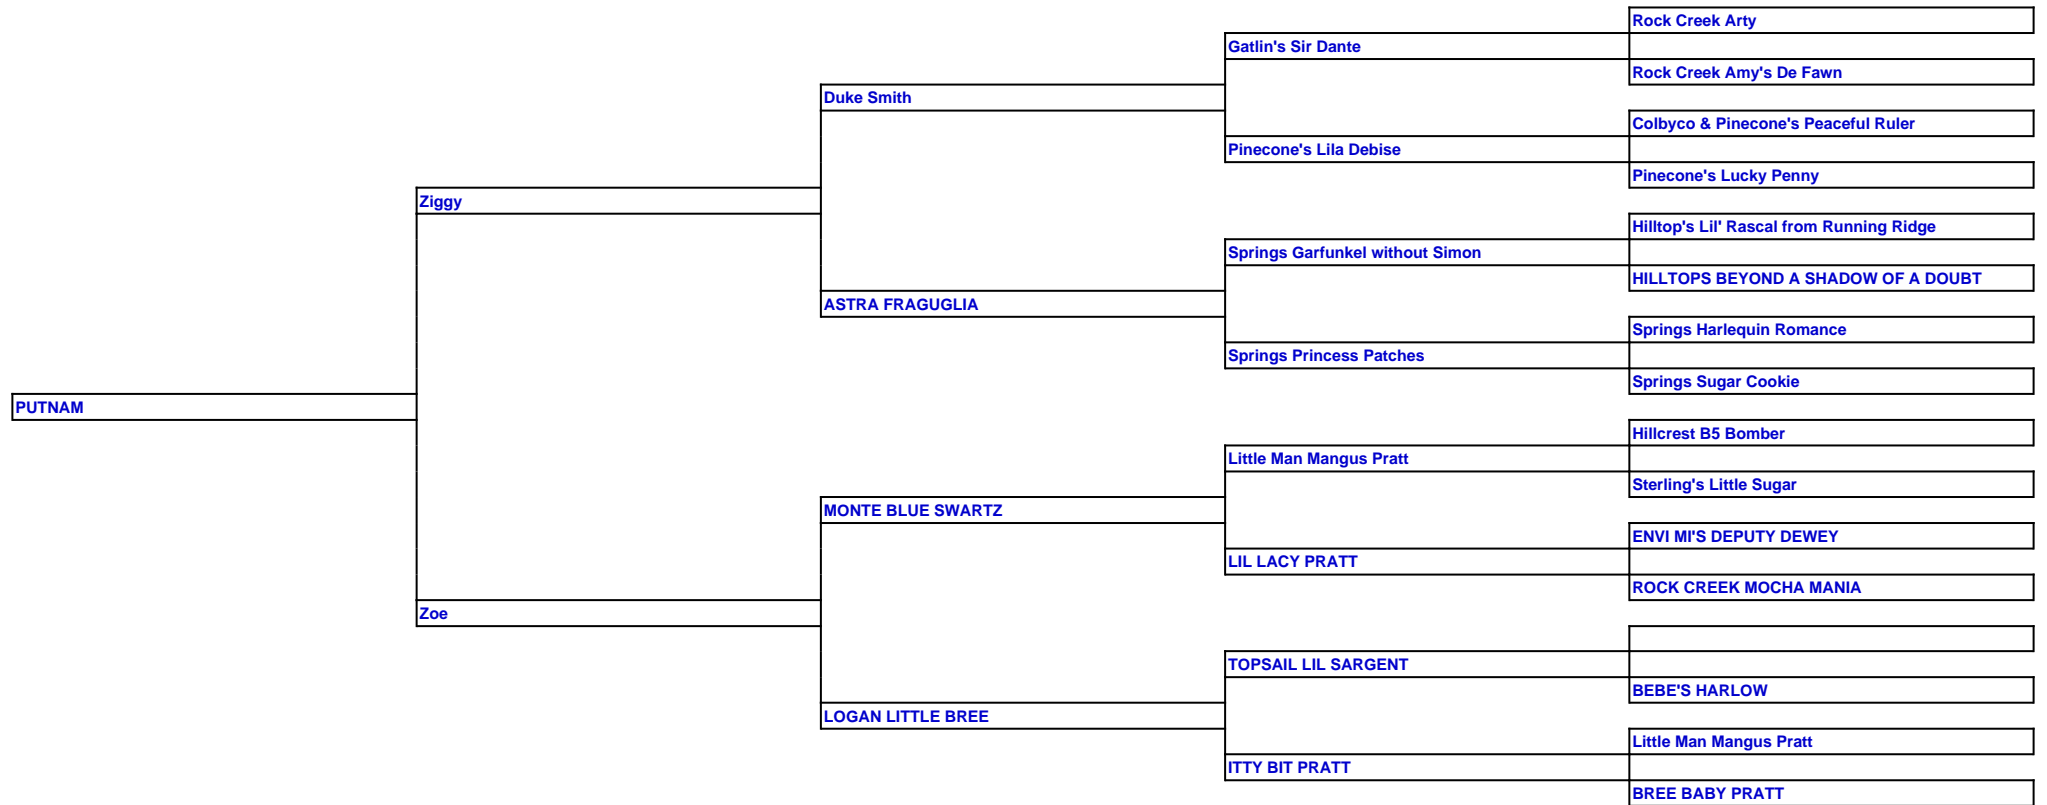 Rock Creek Arty
Gatlin's Sir Dante
Rock Creek Amy's De Fawn
Duke Smith
Colbyco & Pinecone's Peaceful Ruler
Pinecone's Lila Debise
Pinecone's Lucky Penny
Ziggy
Hilltop's Lil' Rascal from Running Ridge
Springs Garfunkel without Simon
HILLTOPS BEYOND A SHADOW OF A DOUBT
ASTRA FRAGUGLIA
Springs Harlequin Romance
Springs Princess Patches
Springs Sugar Cookie
PUTNAM
Hillcrest B5 Bomber
Little Man Mangus Pratt
Sterling's Little Sugar
MONTE BLUE SWARTZ
ENVI MI'S DEPUTY DEWEY
LIL LACY PRATT
ROCK CREEK MOCHA MANIA
Zoe
TOPSAIL LIL SARGENT
BEBE'S HARLOW
LOGAN LITTLE BREE
Little Man Mangus Pratt
ITTY BIT PRATT
BREE BABY PRATT